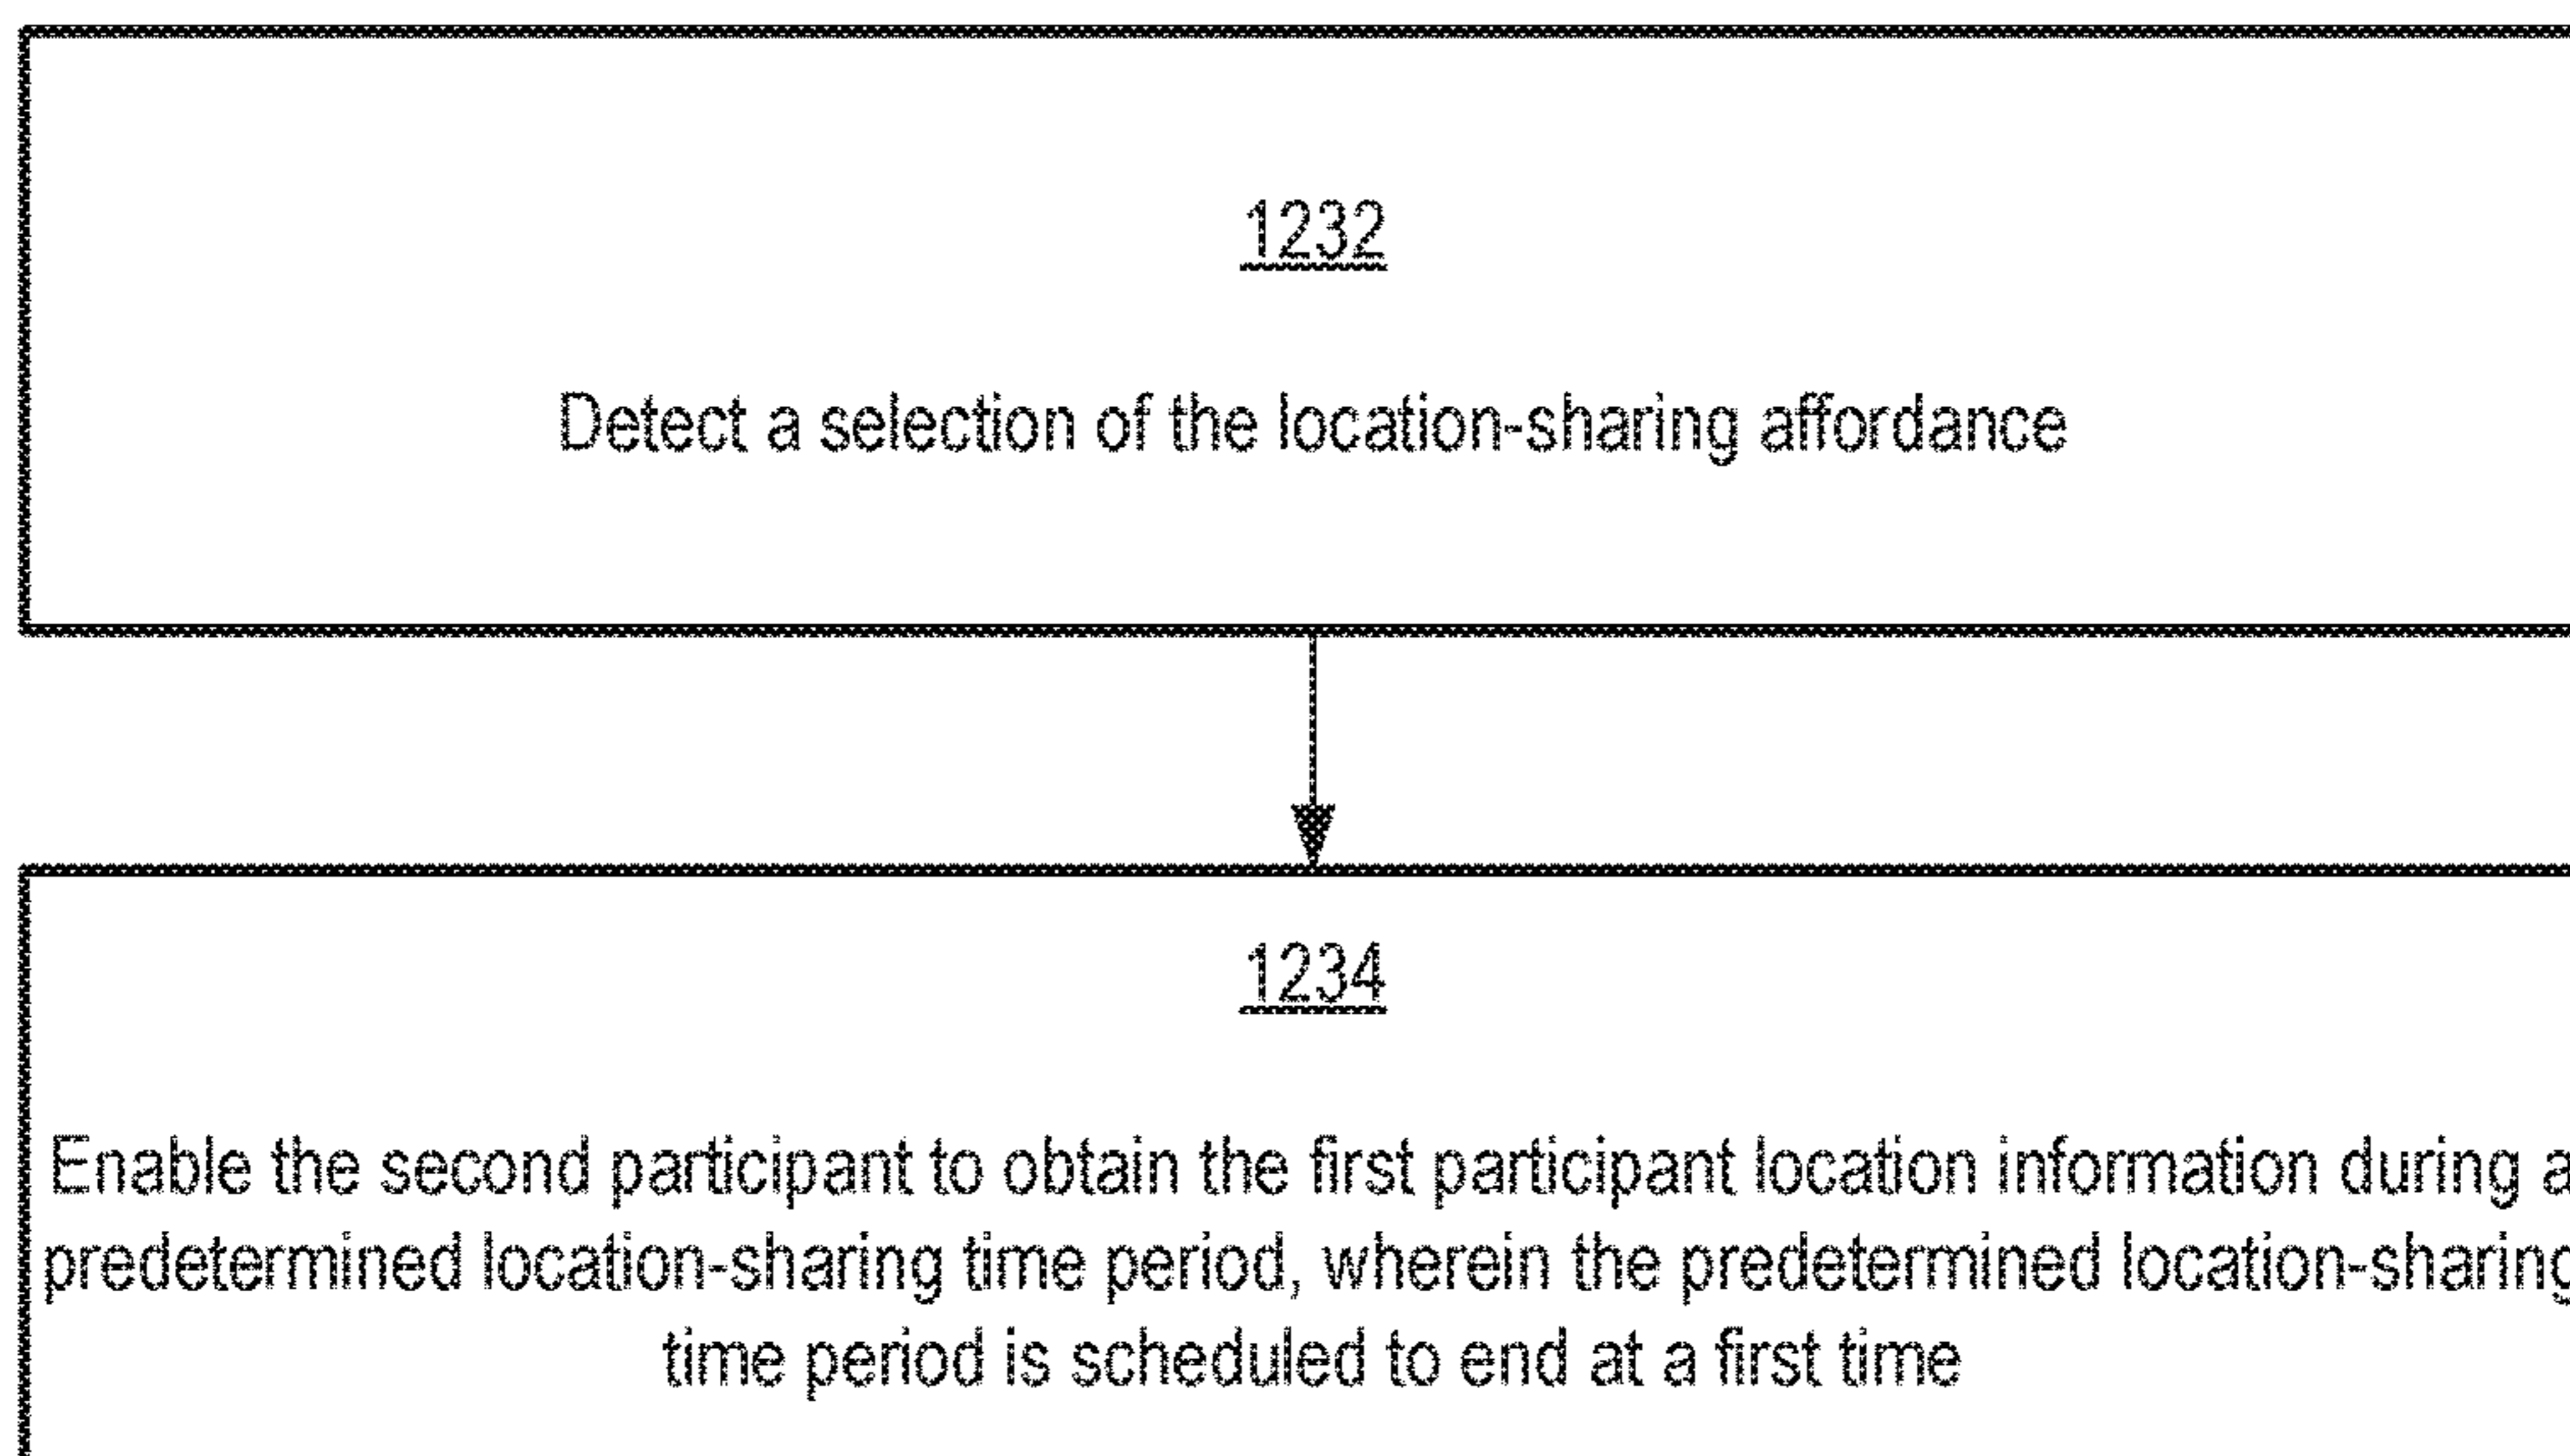 1232
Detect a selection of the location-sharing affordance
1234
Enable the second participant to obtain the first participant location information during a
predetermined location-sharing time period, wherein the predetermined location-sharing
time period is scheduled to end at a first time